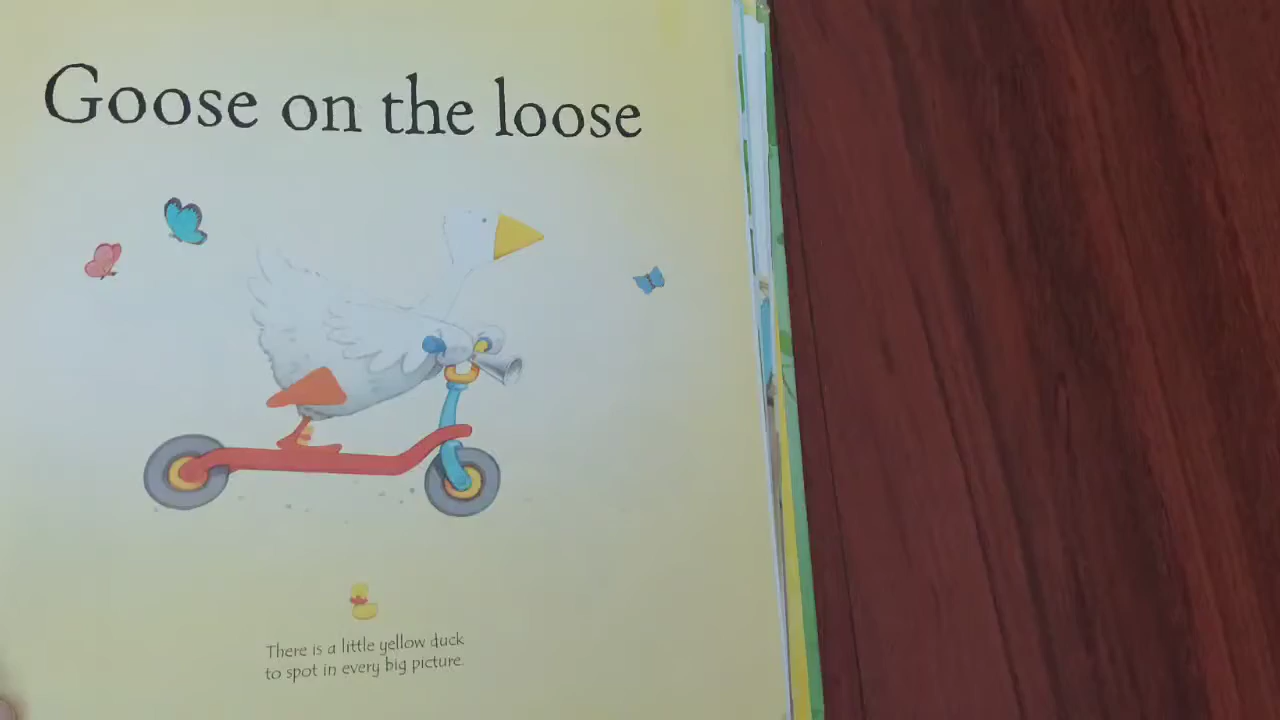 Goose on the loose
There is a little yellow duck
to spot in every big picture.